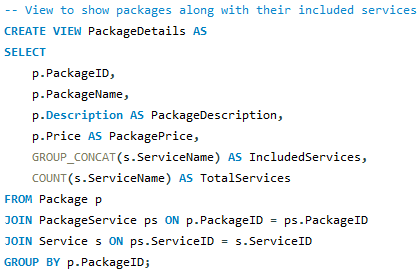 -- View to show packages along with their included services
CREATE VIEW PackageDetails AS
SELECT
    p.PackageID,
    p.PackageName,
    p.Description AS PackageDescription,
    p.Price AS PackagePrice,
    GROUP_CONCAT(s.ServiceName) AS IncludedServices,
    COUNT(s.ServiceName) AS TotalServices
FROM Package p
JOIN PackageService ps ON p.PackageID = ps.PackageID
JOIN Service s ON ps.ServiceID = s.ServiceID
GROUP BY p.PackageID;